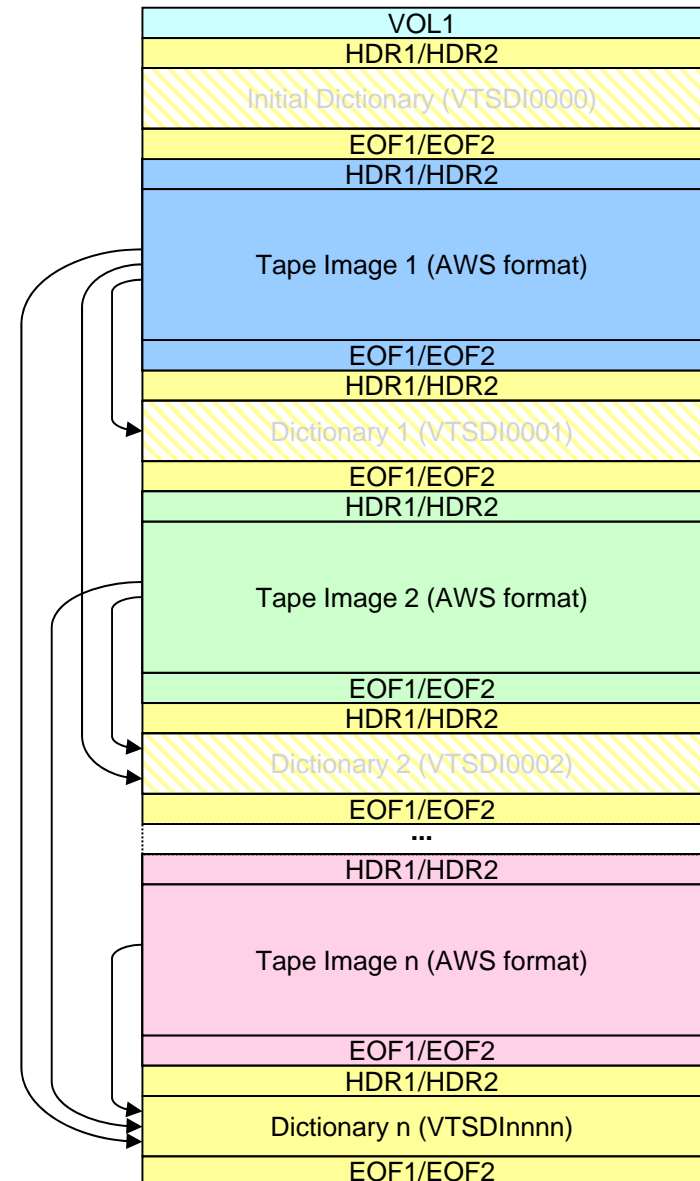 VOL1
HDR1/HDR2
Initial Dictionary (VTSDI0000)
EOF1/EOF2
HDR1/HDR2
Tape Image 1 (AWS format)
EOF1/EOF2
HDR1/HDR2
Dictionary 1 (VTSDI0001)
EOF1/EOF2
HDR1/HDR2
Tape Image 2 (AWS format)
EOF1/EOF2
HDR1/HDR2
Dictionary 2 (VTSDI0002)
EOF1/EOF2
...
HDR1/HDR2
Tape Image n (AWS format)
EOF1/EOF2
HDR1/HDR2
Dictionary n (VTSDInnnn)
EOF1/EOF2